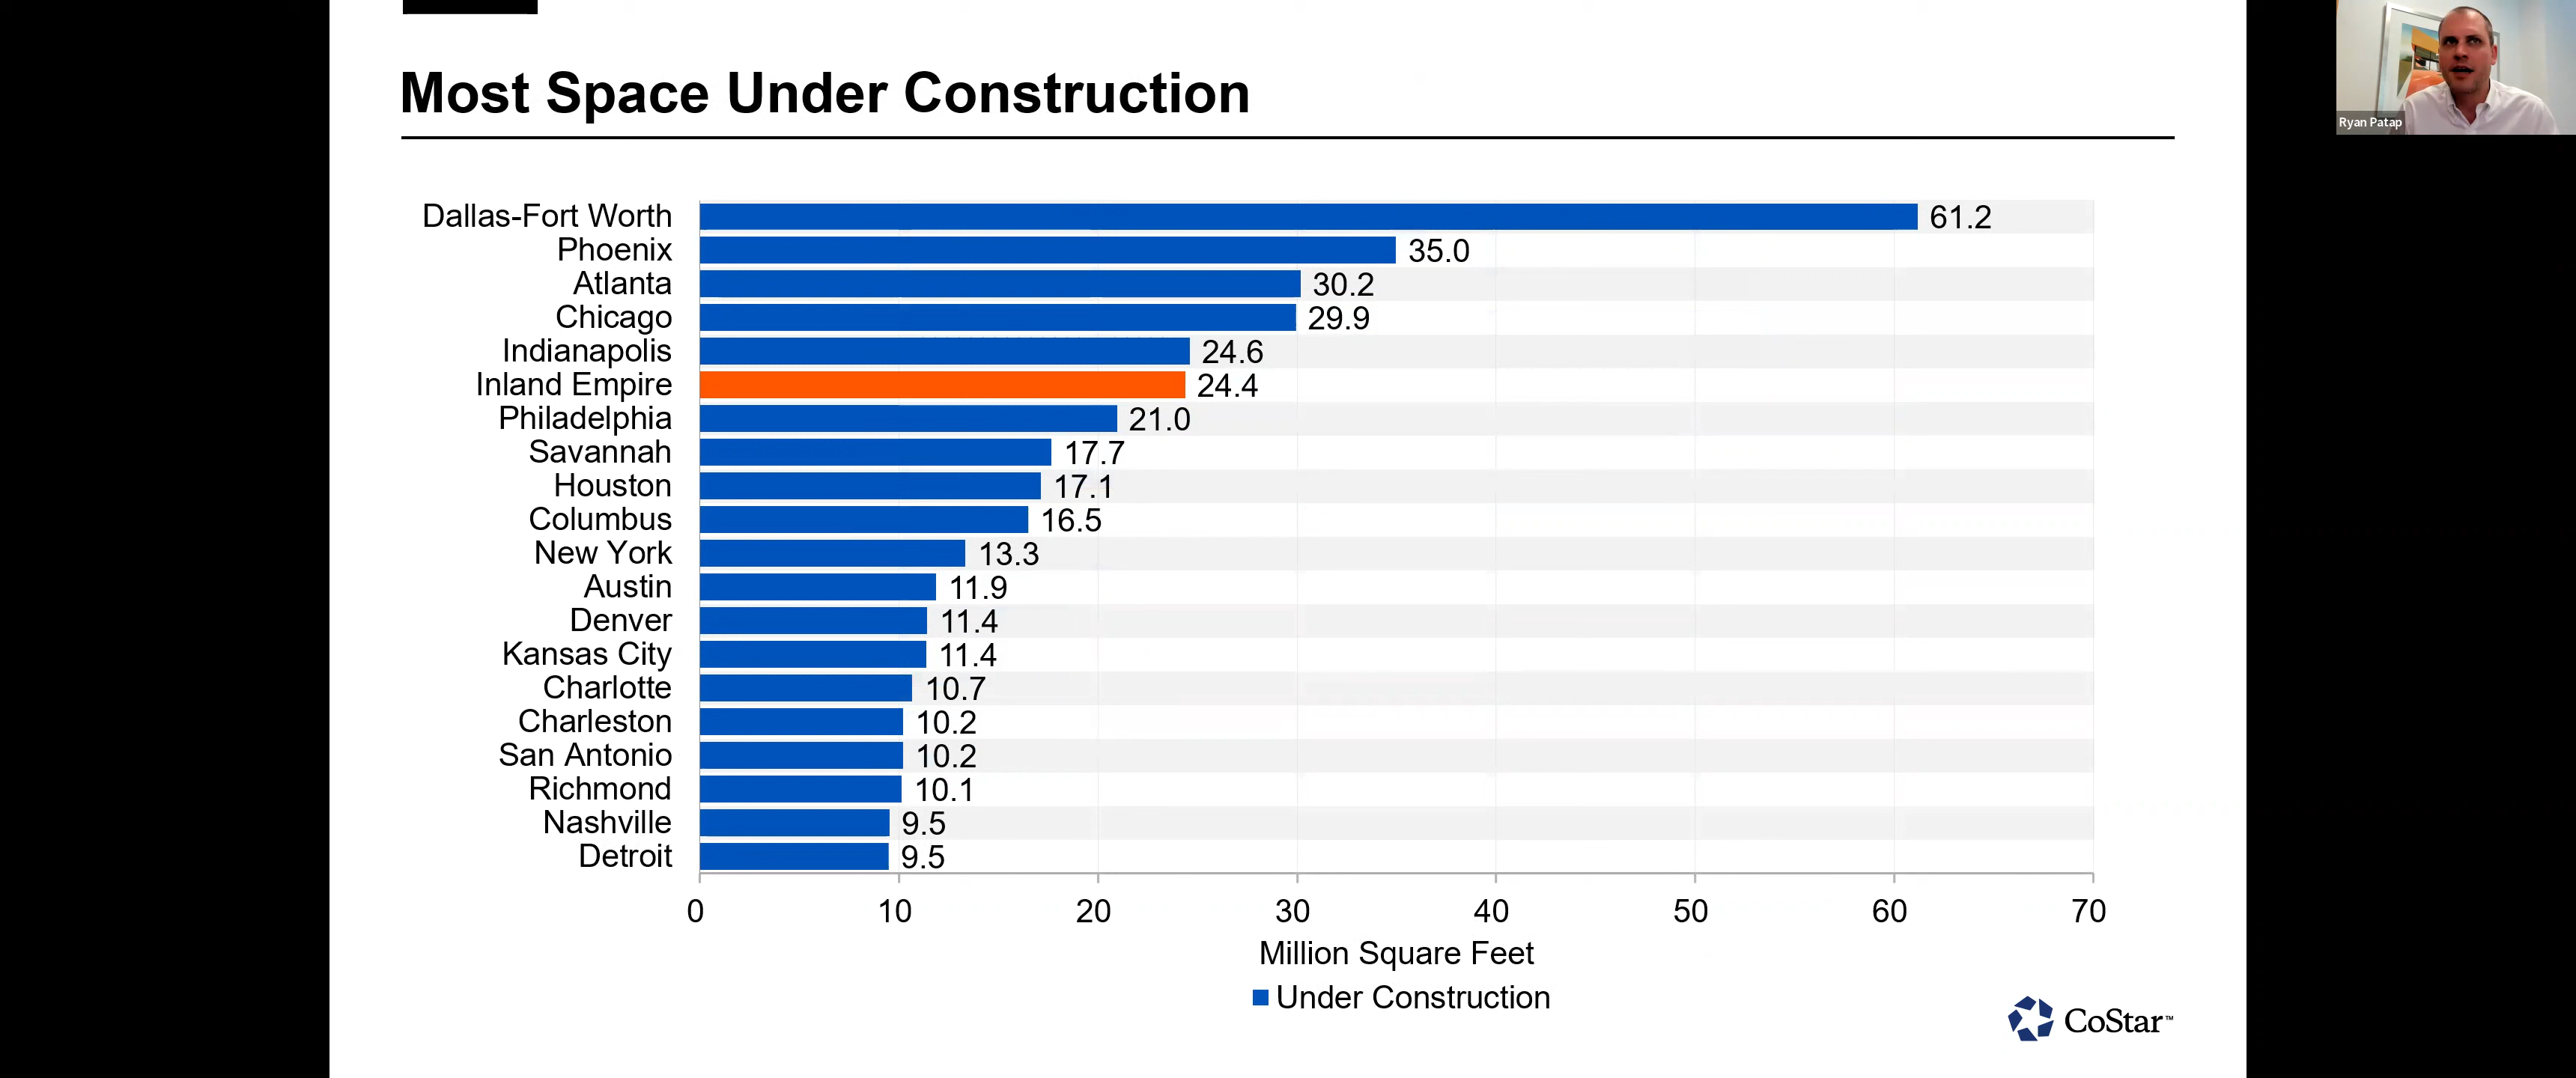 Most Space Under Construction
Ryan Patap
Dallas-Fort Worth 61.2
Phoenix 35.0
Atlanta 30.2
Chicago 29.9
Indianapolis 24.6
Inland Empire 24.4
Philadelphia 21.0
Savannah 17.7
Houston 17.1
Columbus 16.5
New York 13.3
Austin 11.9
Denver 11.4
Kansas City 11.4
Charlotte 10.7
Charleston 10.2
San Antonio 10.2
Richmond 10.1
Nashville 9.5
Detroit 9.5
0 10 20 30 40 50 60 70
Million Square Feet
Under Construction
CoStar™